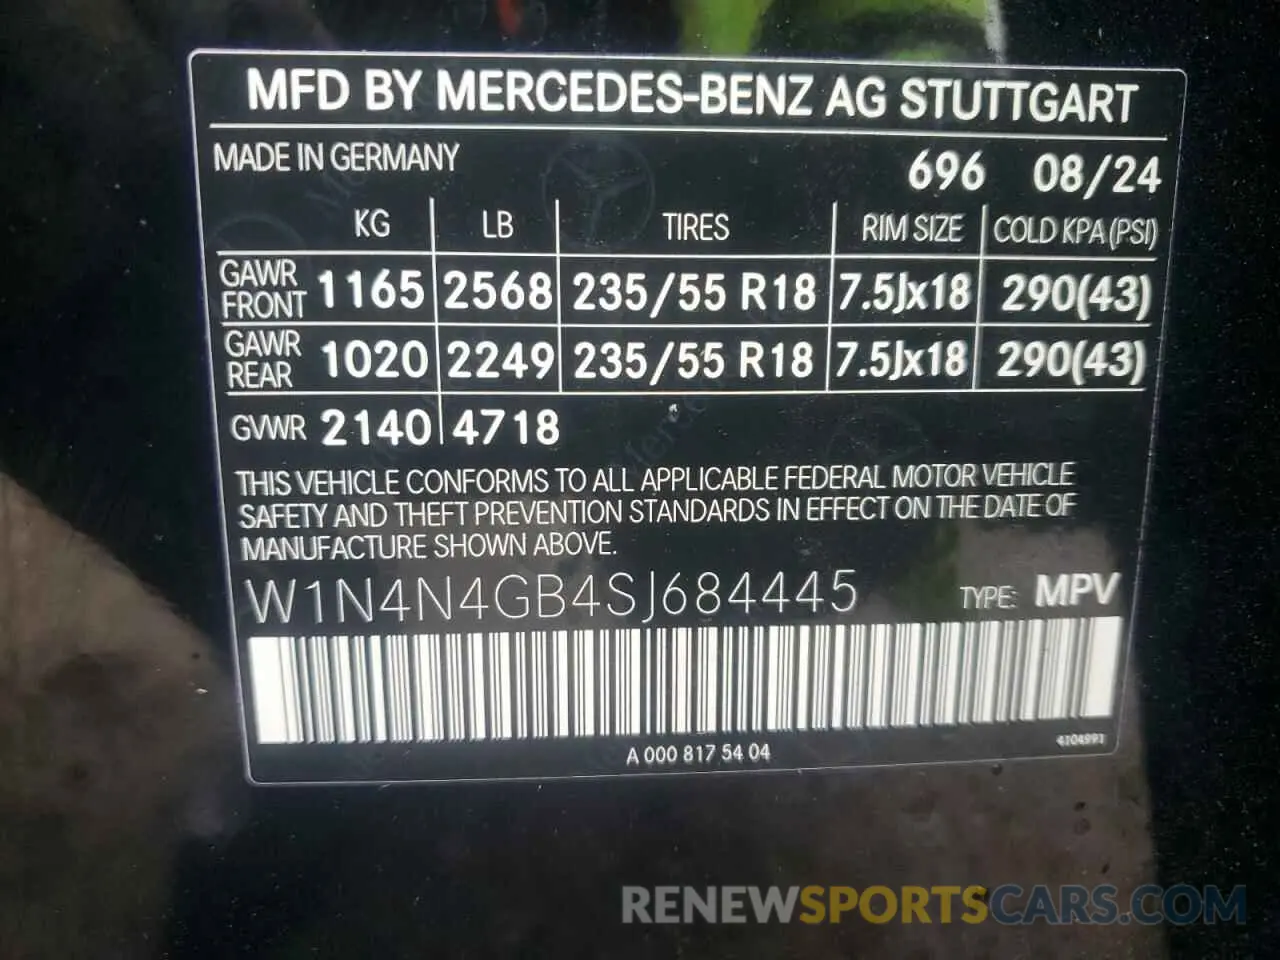 MFD BY MERCEDES-BENZ AG STUTTGART
MADE IN GERMANY 696 08/24
KG LB TIRES RIM SIZE COLD KPA (PSI)
GAWR FRONT 1165 2568 235/55 R18 7.5Jx18 290(43)
GAWR REAR 1020 2249 235/55 R18 7.5Jx18 290(43)
GVWR 2140 4718
THIS VEHICLE CONFORMS TO ALL APPLICABLE FEDERAL MOTOR VEHICLE
SAFETY AND THEFT PREVENTION STANDARDS IN EFFECT ON THE DATE OF
MANUFACTURE SHOWN ABOVE.
W1N4N4GB4SJ684445 TYPE: MPV
A 000 817 54 04
4104991
RENEWSPORTSCARS.COM